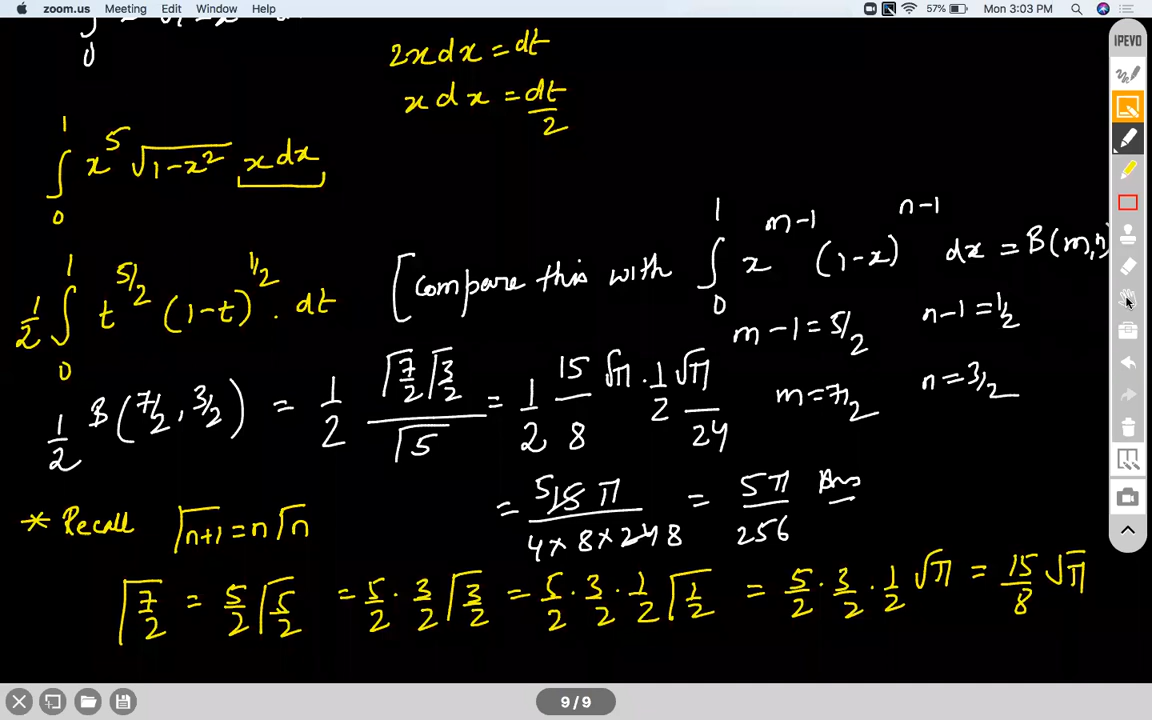 zoom.us Meeting Edit Window Help 57% Mon 3:03 PM
IPEVO
0
2x dx = dt
x dx = dt/2
∫₀¹ x⁵ √(1-x²) x dx
1/2 ∫₀¹ t^(5/2) (1-t)^(1/2) . dt [Compare this with ∫₀¹ x^(m-1) (1-x)^(n-1) dx = B(m,n)
m-1 = 5/2 n-1 = 1/2
m = 7/2 n = 3/2
1/2 B(7/2, 3/2) = 1/2 Γ7/2 Γ3/2 / Γ5 = 1/2 15/8 √π . 1/2 √π/24
= 5 15 π / 4 × 8 × 24 8 = 5π/256 Ans
* Recall Γn+1 = n Γn
Γ7/2 = 5/2 Γ5/2 = 5/2 . 3/2 Γ3/2 = 5/2 . 3/2 . 1/2 Γ1/2 = 5/2 . 3/2 . 1/2 √π = 15/8 √π
9/9